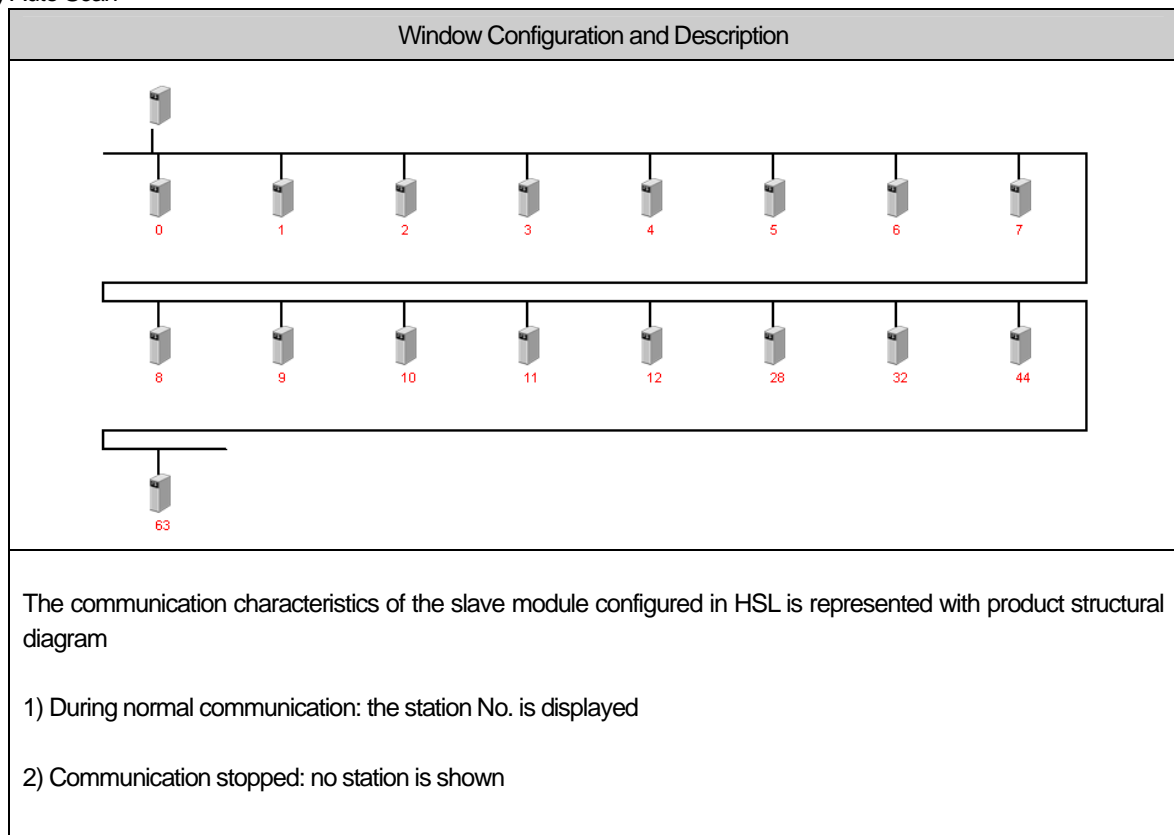 ) Auto Scan
Window Configuration and Description
0 1 2 3 4 5 6 7
8 9 10 11 12 28 32 44
63
The communication characteristics of the slave module configured in HSL is represented with product structural
diagram
1) During normal communication: the station No. is displayed
2) Communication stopped: no station is shown